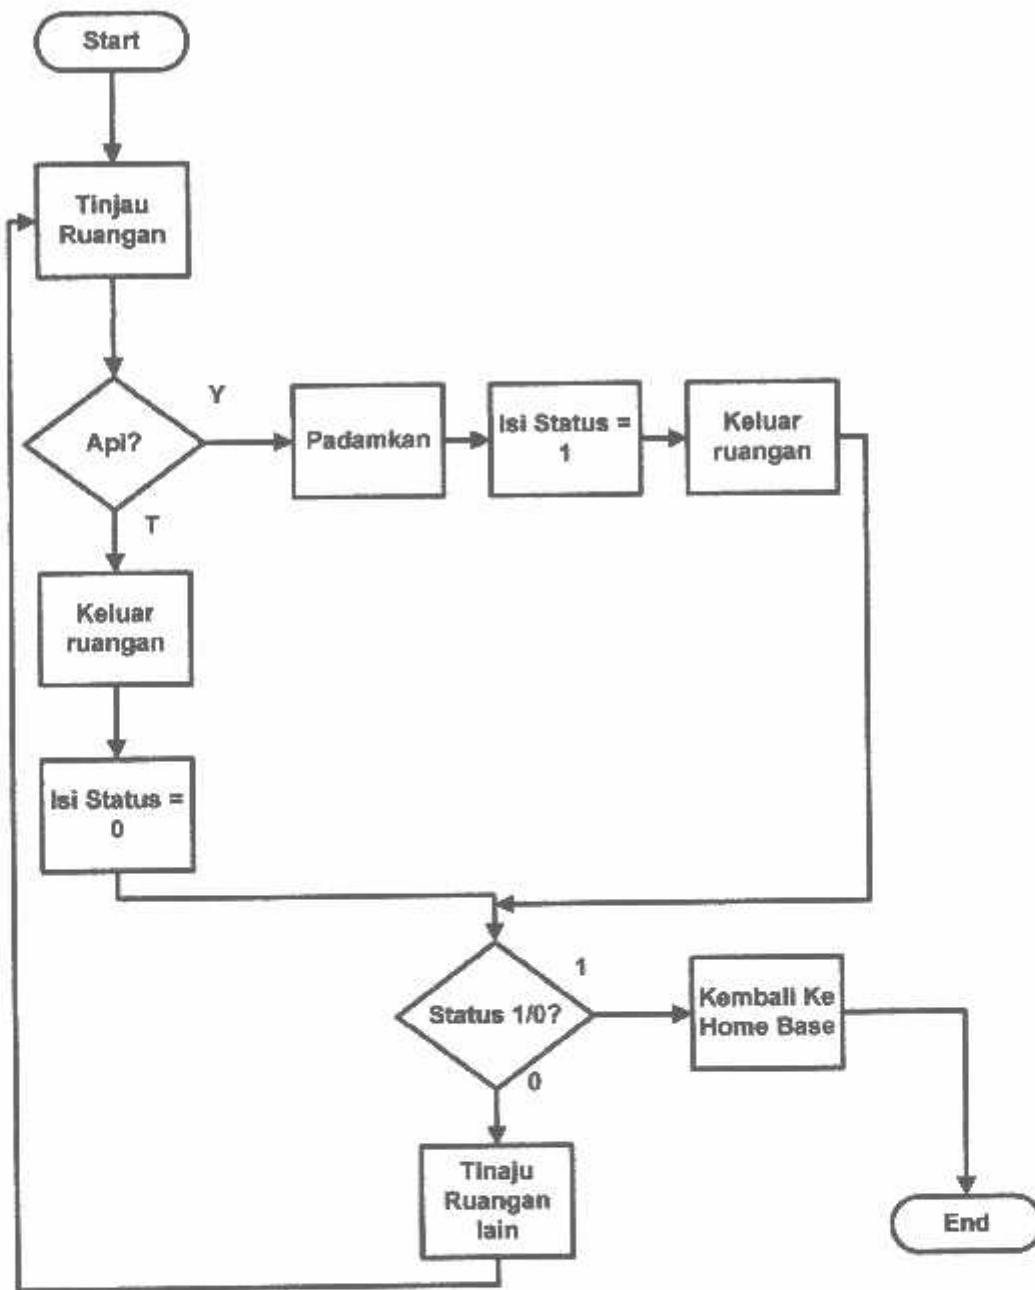 Start
Tinjau
Ruangan
Api?
Y
Padamkan
Isi Status =
1
Keluar
ruangan
T
Keluar
ruangan
Isi Status =
0
Status 1/0?
1
Kembali Ke
Home Base
0
Tinaju
Ruangan
lain
End